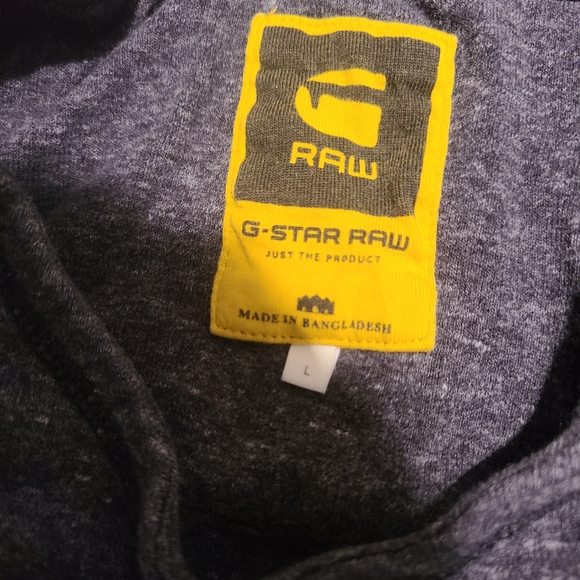 RAW
G-STAR RAW
JUST THE PRODUCT
MADE IN BANGLADESH
L